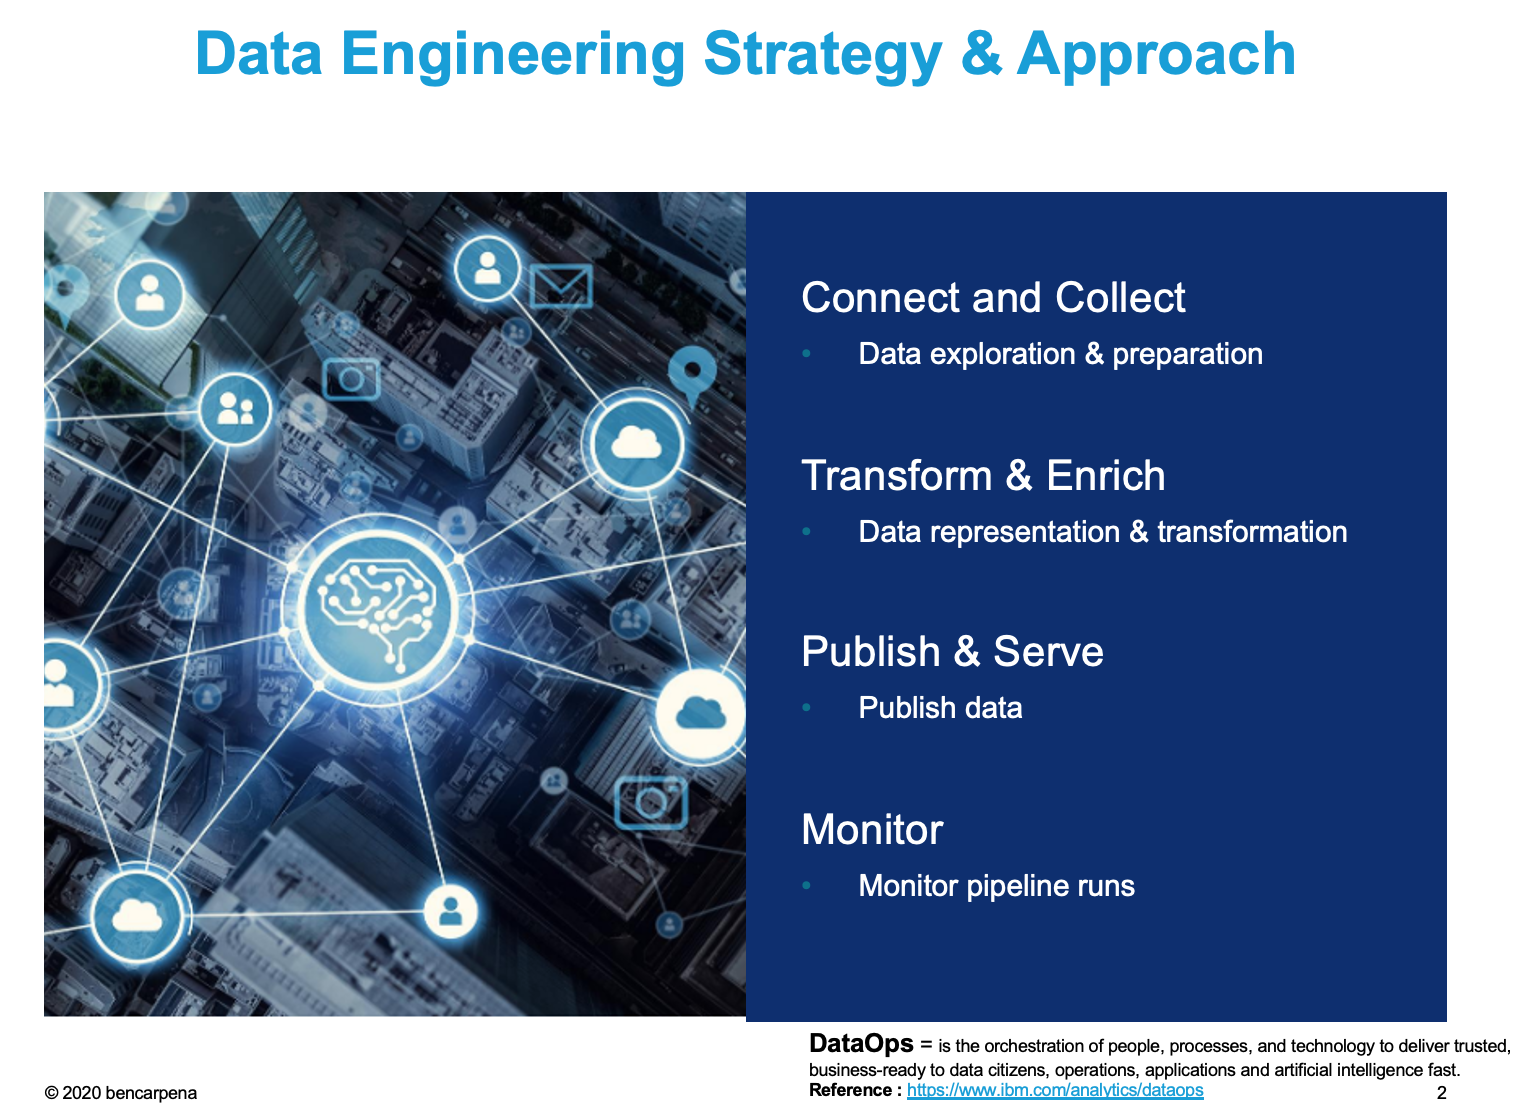 Data Engineering Strategy & Approach
Connect and Collect
• Data exploration & preparation
Transform & Enrich
• Data representation & transformation
Publish & Serve
• Publish data
Monitor
• Monitor pipeline runs
DataOps = is the orchestration of people, processes, and technology to deliver trusted,
business-ready to data citizens, operations, applications and artificial intelligence fast.
Reference : https://www.ibm.com/analytics/dataops
© 2020 bencarpena
2